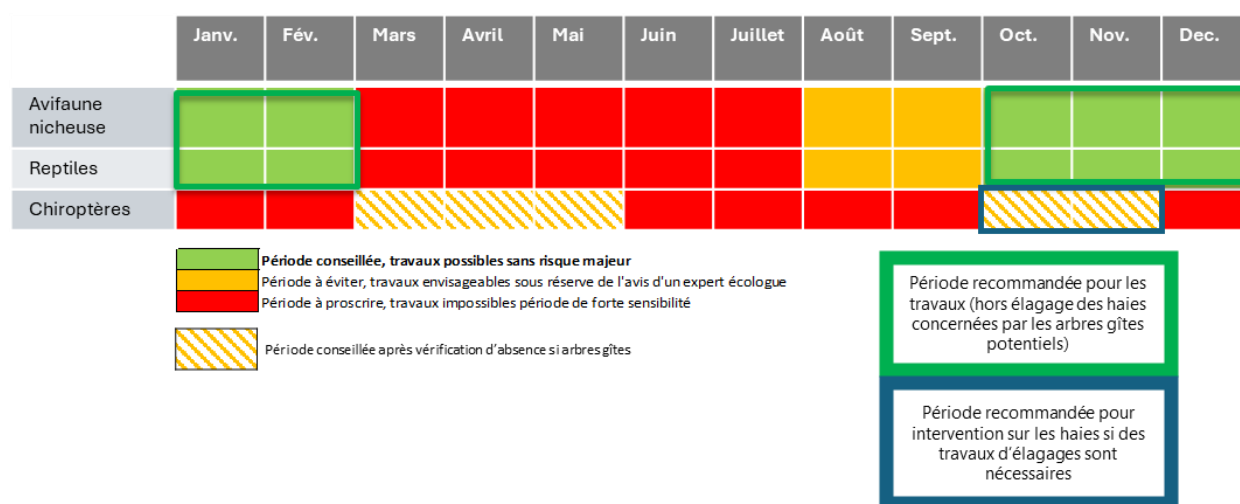 Janv. Fév. Mars Avril Mai Juin Juillet Août Sept. Oct. Nov. Dec.
Avifaune
nicheuse
Reptiles
Chiroptères
Période conseillée, travaux possibles sans risque majeur
Période à éviter, travaux envisageables sous réserve de l'avis d'un expert écologue
Période à proscrire, travaux impossibles période de forte sensibilité
Période conseillée après vérification d'absence si arbres gîtes
Période recommandée pour les
travaux (hors élagage des haies
concernées par les arbres gîtes
potentiels)
Période recommandée pour
intervention sur les haies si des
travaux d'élagages sont
nécessaires